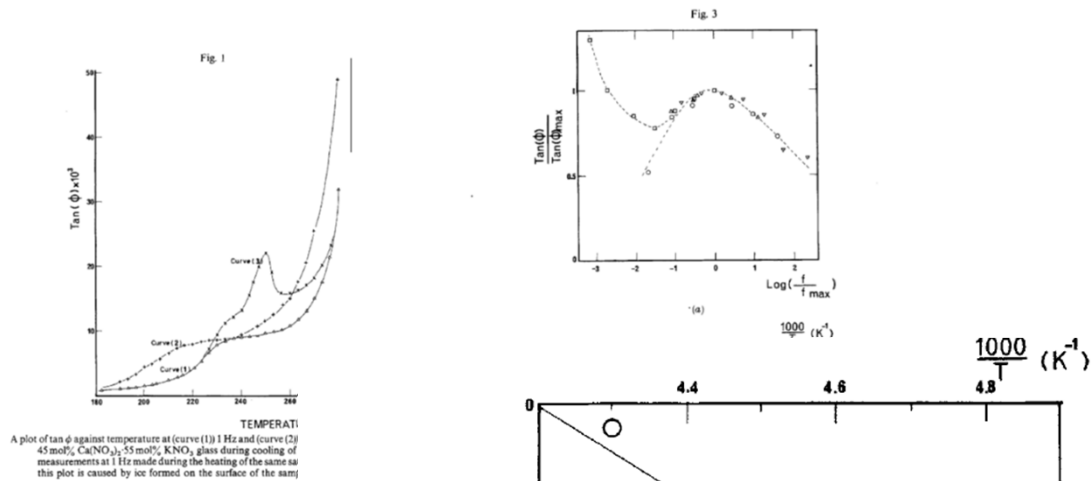 Fig. 1
50
40
30
20
10
Tan(ϕ)×10³
Curve(3)
Curve(2)
Curve(1)
180
200
220
240
260
TEMPERATU
A plot of tan ϕ against temperature at (curve (1)) 1 Hz and (curve (2))
45 mol% Ca(NO₃)₂-55 mol% KNO₃ glass during cooling of
measurements at 1 Hz made during the heating of the same sa
this plot is caused by ice formed on the surface of the samp
Fig. 3
1
0.5
0
Tan(ϕ)
Tan(ϕ)max
-3
-2
-1
0
1
2
Log(f/f max)
(a)
1000/T (K⁻¹)
1000/T (K⁻¹)
4.4
4.6
4.8
0